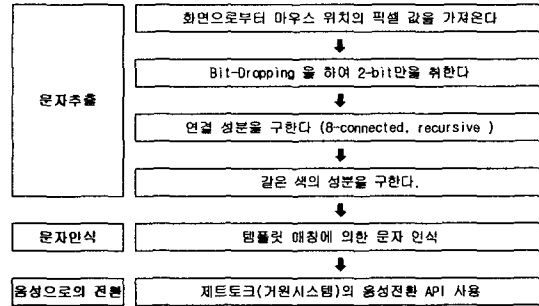 화면으로부터 마우스 위치의 픽셀 값을 가져온다
Bit-Dropping 을 하여 2-bit만을 취한다
문자추출
연결 성분을 구한다 (8-connected, recursive )
같은 색의 성분을 구한다.
문자인식
템플릿 매칭에 의한 문자 인식
음성으로의 전환
제트토크(거원시스템)의 음성전환 API 사용